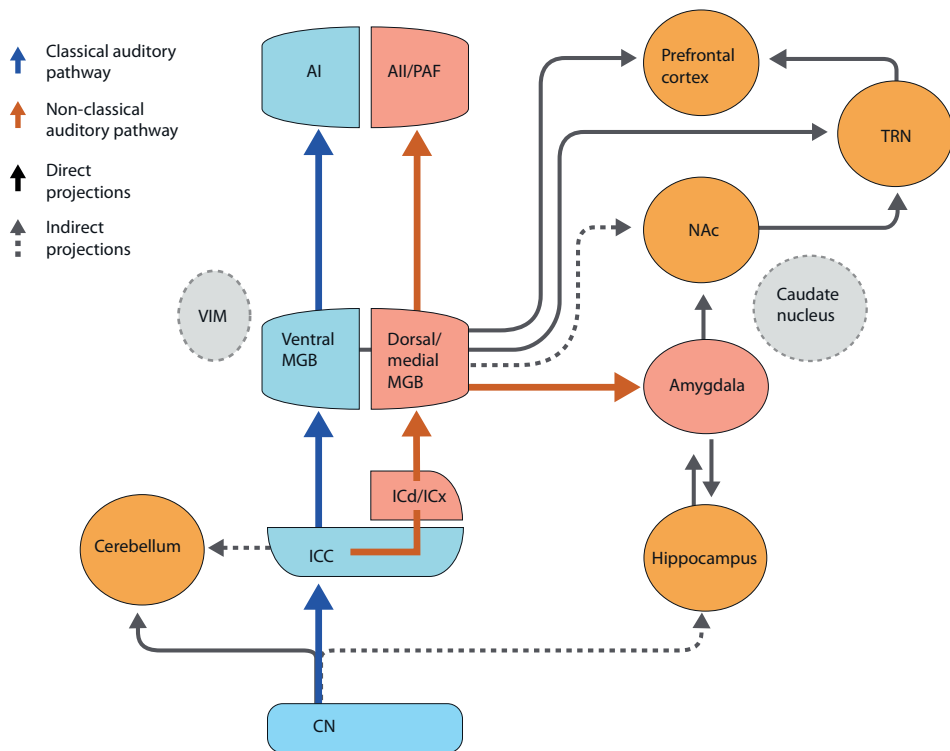 Classical auditory
pathway
Non-classical
auditory pathway
Direct
projections
Indirect
projections
AI
AII/PAF
Prefrontal
cortex
TRN
NAc
VIM
Caudate
nucleus
Ventral
MGB
Dorsal/
medial
MGB
Amygdala
ICd/ICx
Cerebellum
ICC
Hippocampus
CN